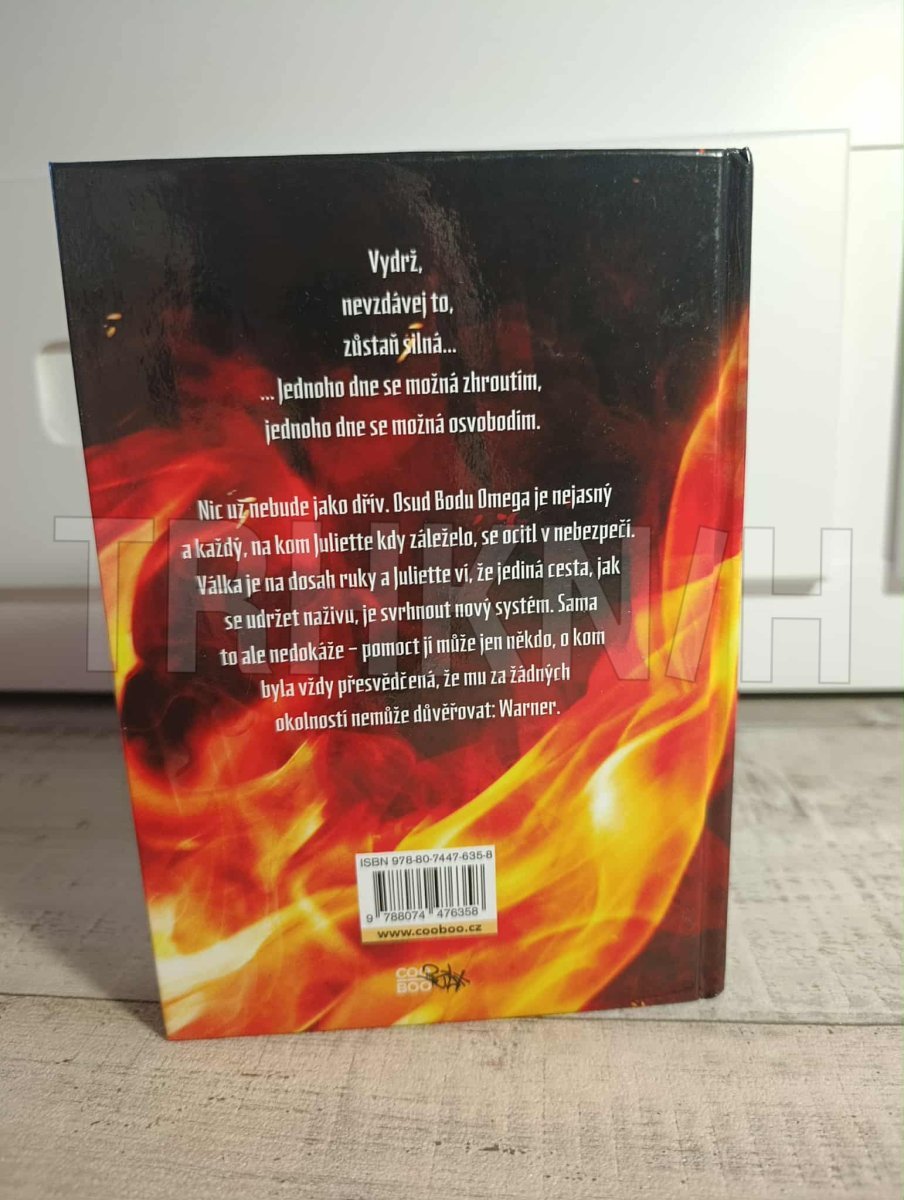 Vydrž,
nevzdávej to,
zůstaň silná...
... Jednoho dne se možná zhroutím,
jednoho dne se možná osvobodím.
Nic už nebude jako dřív. Osud Bodu Omega je nejasný
a každý, na kom Juliette kdy záleželo, se ocitl v nebezpečí.
Válka je na dosah ruky a Juliette ví, že jediná cesta, jak
se udržet naživu, je svrhnout nový systém. Sama
to ale nedokáže – pomoct jí může jen někdo, o kom
byla vždy přesvědčená, že mu za žádných
okolností nemůže důvěřovat: Warner.
TRHKNIH
ISBN 978-80-7447-635-8
9 788074 476358
www.cooboo.cz
COO
BOO